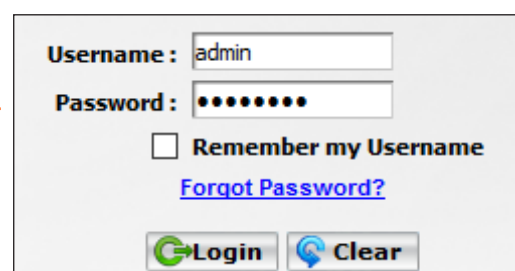 Username : admin
Password : ••••••••
Remember my Username
Forgot Password?
Login Clear